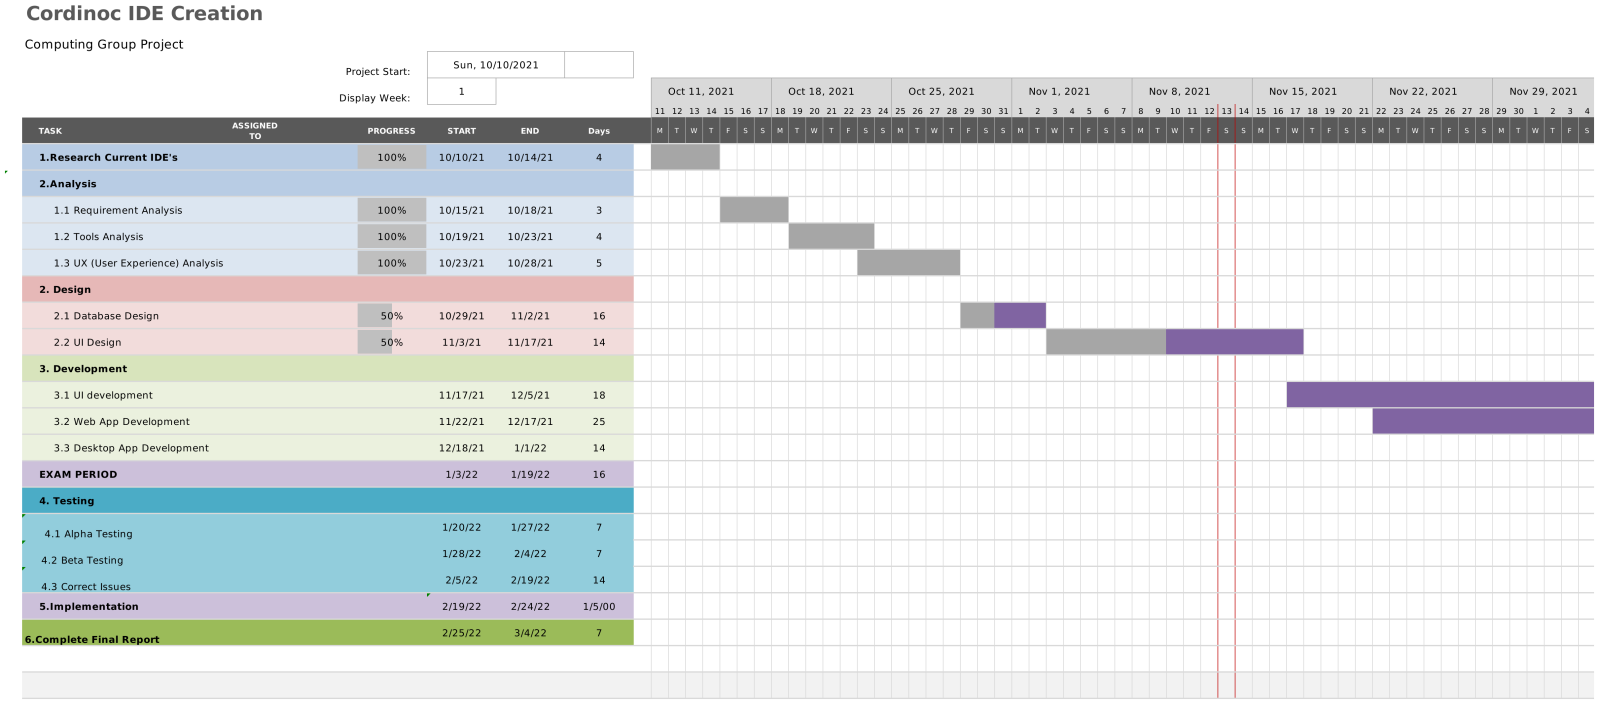 Cordinoc IDE Creation
Computing Group Project
Project Start: Sun, 10/10/2021
Display Week: 1
Oct 11, 2021 Oct 18, 2021 Oct 25, 2021 Nov 1, 2021 Nov 8, 2021 Nov 15, 2021 Nov 22, 2021 Nov 29, 2021
11 12 13 14 15 16 17 18 19 20 21 22 23 24 25 26 27 28 29 30 31 1 2 3 4 5 6 7 8 9 10 11 12 13 14 15 16 17 18 19 20 21 22 23 24 25 26 27 28 29 30 1 2 3 4
TASK ASSIGNED TO PROGRESS START END Days M T W T F S S M T W T F S S M T W T F S S M T W T F S S M T W T F S S M T W T F S S M T W T F S S M T W T F S
1.Research Current IDE's 100% 10/10/21 10/14/21 4
2.Analysis
1.1 Requirement Analysis 100% 10/15/21 10/18/21 3
1.2 Tools Analysis 100% 10/19/21 10/23/21 4
1.3 UX (User Experience) Analysis 100% 10/23/21 10/28/21 5
2. Design
2.1 Database Design 50% 10/29/21 11/2/21 16
2.2 UI Design 50% 11/3/21 11/17/21 14
3. Development
3.1 UI development 11/17/21 12/5/21 18
3.2 Web App Development 11/22/21 12/17/21 25
3.3 Desktop App Development 12/18/21 1/1/22 14
EXAM PERIOD 1/3/22 1/19/22 16
4. Testing
4.1 Alpha Testing 1/20/22 1/27/22 7
4.2 Beta Testing 1/28/22 2/4/22 7
4.3 Correct Issues 2/5/22 2/19/22 14
5.Implementation 2/19/22 2/24/22 1/5/00
6.Complete Final Report 2/25/22 3/4/22 7